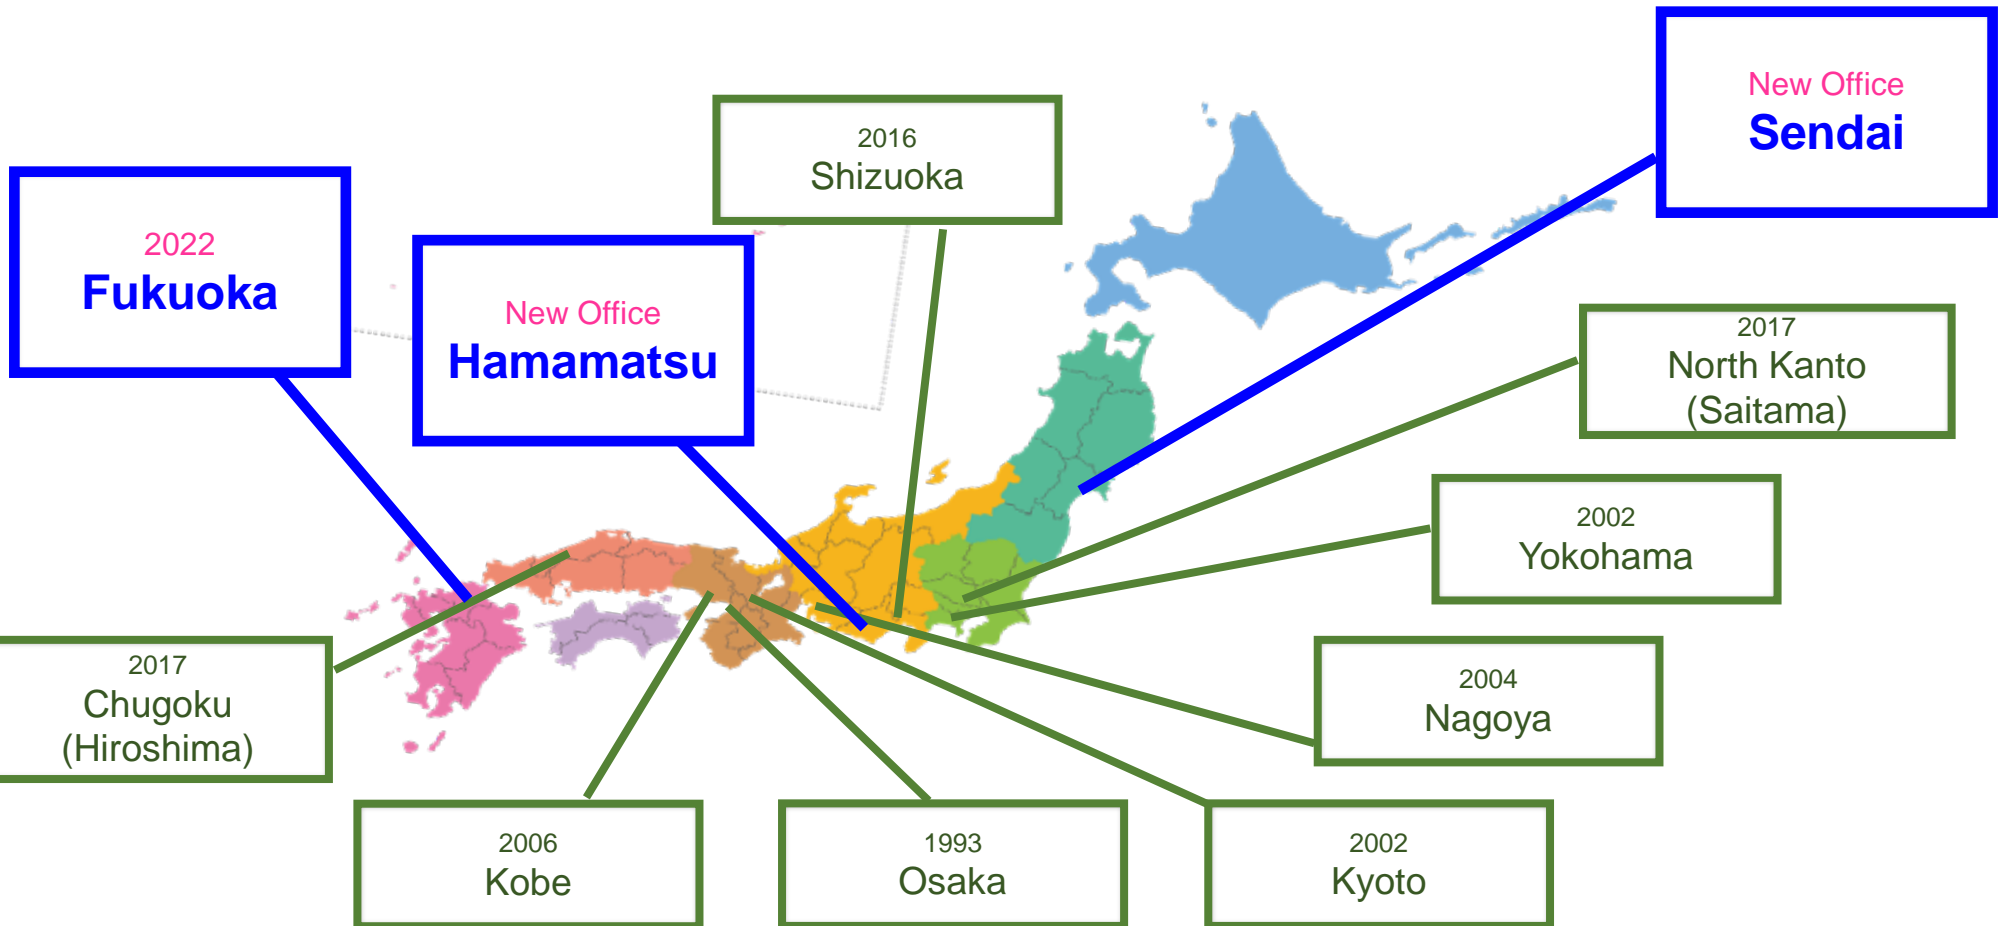 New Office
Sendai
2016
Shizuoka
2022
Fukuoka
New Office
Hamamatsu
2017
North Kanto
(Saitama)
2002
Yokohama
2017
Chugoku
(Hiroshima)
2004
Nagoya
2006
Kobe
1993
Osaka
2002
Kyoto